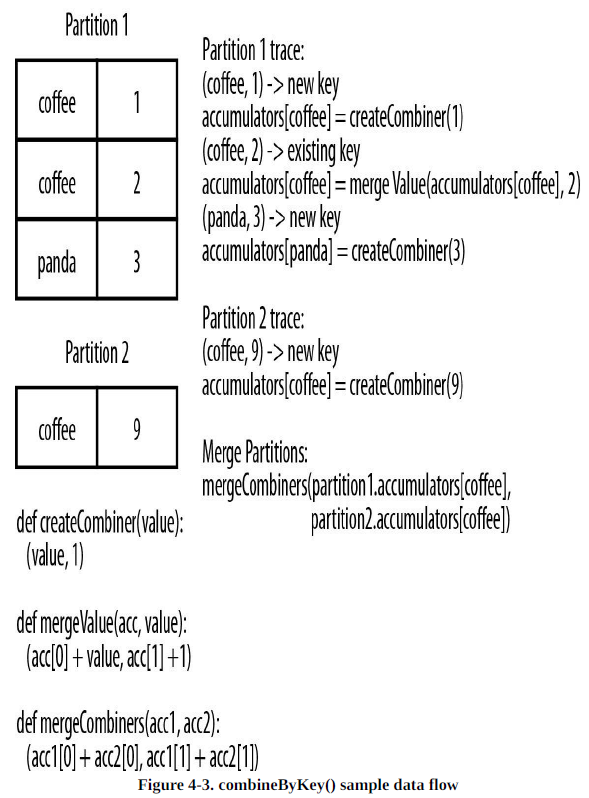 Partition 1
coffee 1
coffee 2
panda 3
Partition 1 trace:
(coffee, 1) -> new key
accumulators[coffee] = createCombiner(1)
(coffee, 2) -> existing key
accumulators[coffee] = merge Value(accumulators[coffee], 2)
(panda, 3) -> new key
accumulators[panda] = createCombiner(3)
Partition 2
coffee 9
Partition 2 trace:
(coffee, 9) -> new key
accumulators[coffee] = createCombiner(9)
Merge Partitions:
mergeCombiners(partition1.accumulators[coffee],
partition2.accumulators[coffee])
def createCombiner(value):
(value, 1)
def mergeValue(acc, value):
(acc[0] + value, acc[1] +1)
def mergeCombiners(acc1, acc2):
(acc1[0] + acc2[0], acc1[1] + acc2[1])
Figure 4-3. combineByKey() sample data flow